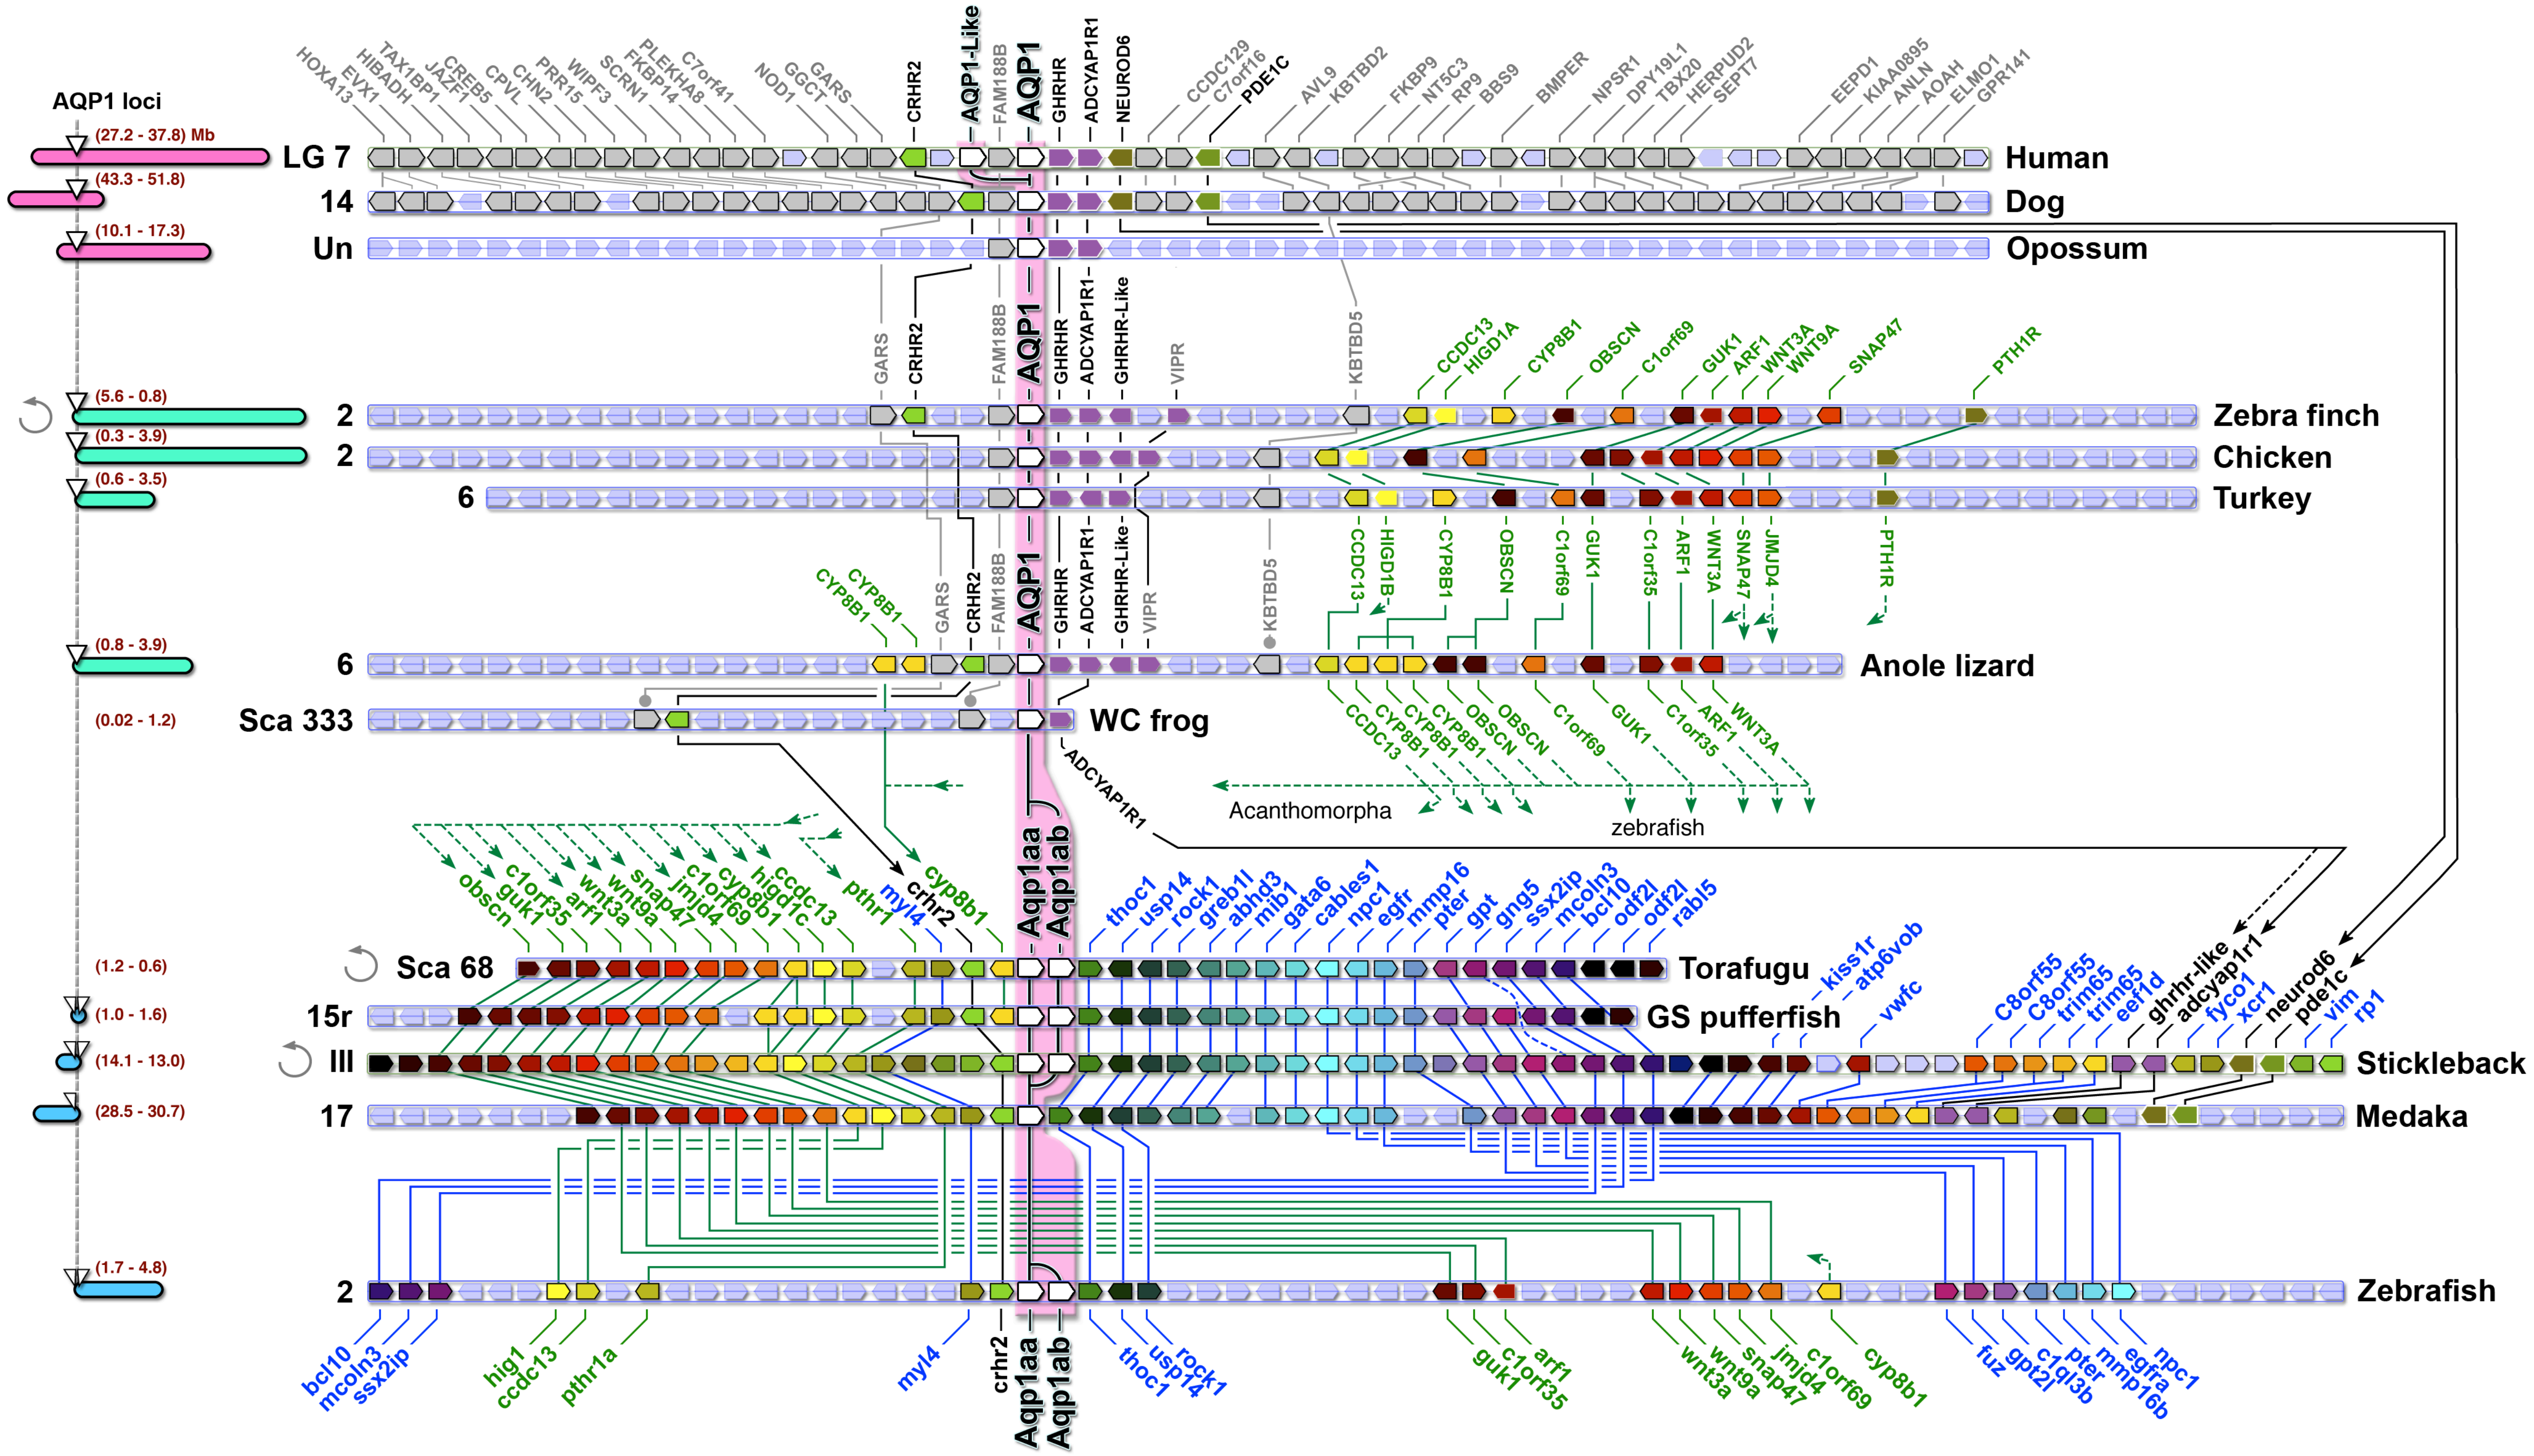 HOXA13
EVX1
HIBADH
TAX1BP1
JAZF1
CREB5
CPVL
CHN2
PRR15
WIPF3
SCRN1
FKBP14
PLEKHA8
C7orf41
NOD1
GGCT
GARS
CRHR2
AQP1-Like
FAM188B
AQP1
GHRHR
ADCYAP1R1
NEUROD6
CCDC129
C7orf16
PDE1C
AVL9
KBTBD2
FKBP9
NT5C3
RP9
BBS9
BMPER
NPSR1
DPY19L1
TBX20
HERPUD2
SEPT7
EEPD1
KIAA0895
ANLN
AOAH
ELMO1
GPR141
AQP1 loci
(27.2 - 37.8) Mb
LG 7
Human
(43.3 - 51.8)
14
Dog
(10.1 - 17.3)
Un
Opossum
GARS
CRHR2
FAM188B
AQP1
GHRHR
ADCYAP1R1
GHRHR-Like
VIPR
KBTBD5
CCDC13
HIGD1A
CYP8B1
OBSCN
C1orf69
GUK1
ARF1
WNT3A
WNT9A
SNAP47
PTH1R
(5.6 - 0.8)
2
Zebra finch
(0.3 - 3.9)
2
Chicken
(0.6 - 3.5)
6
Turkey
CYP8B1
CYP8B1
GARS
CRHR2
FAM188B
AQP1
GHRHR
ADCYAP1R1
GHRHR-Like
VIPR
KBTBD5
CCDC13
HIGD1B
CYP8B1
OBSCN
C1orf69
GUK1
C1orf35
ARF1
WNT3A
SNAP47
JMJD4
PTH1R
(0.8 - 3.9)
6
Anole lizard
(0.02 - 1.2)
Sca 333
WC frog
CCDC13
CYP8B1
CYP8B1
CYP8B1
OBSCN
OBSCN
C1orf69
GUK1
C1orf35
ARF1
WNT3A
ADCYAP1R1
Acanthomorpha
zebrafish
obscn
guk1
c1orf35
arf1
wnt3a
wnt9a
snap47
jmjd4
c1orf69
cyp8b1
higd1c
ccdc13
pthr1
myl4
crhr2
cyp8b1
Aqp1aa
Aqp1ab
thoc1
usp14
rock1
greb1l
abhd3
mib1
gata6
cables1
npc1
egfr
mmp16
pter
gpt
gng5
ssx2ip
mcoln3
bcl10
odf2l
odf2l
rabl5
kiss1r
atp6vob
vwfc
C8orf55
C8orf55
trim65
trim65
eef1d
ghrhr-like
adcyap1r1
fyco1
xcr1
neurod6
pde1c
vim
rp1
(1.2 - 0.6)
Sca 68
Torafugu
(1.0 - 1.6)
15r
GS pufferfish
(14.1 - 13.0)
III
Stickleback
(28.5 - 30.7)
17
Medaka
(1.7 - 4.8)
2
Zebrafish
bcl10
mcoln3
ssx2ip
hig1
ccdc13
pthr1a
myl4
crhr2
Aqp1aa
Aqp1ab
thoc1
usp14
rock1
guk1
c1orf35
arf1
wnt3a
wnt9a
snap47
jmjd4
c1orf69
cyp8b1
fuz
gpt2l
c1ql3b
pter
mmp16b
egfra
npc1